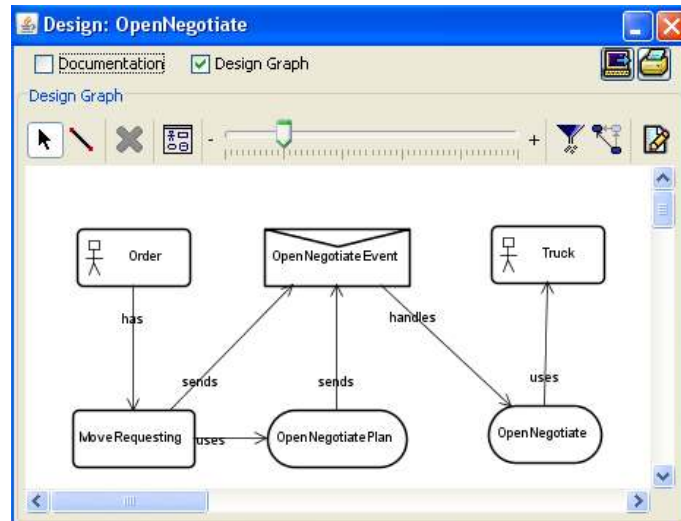 Design: OpenNegotiate
Documentation Design Graph
Design Graph
- +
Order OpenNegotiateEvent Truck
has handles
sends sends uses
MoveRequesting uses OpenNegotiatePlan OpenNegotiate